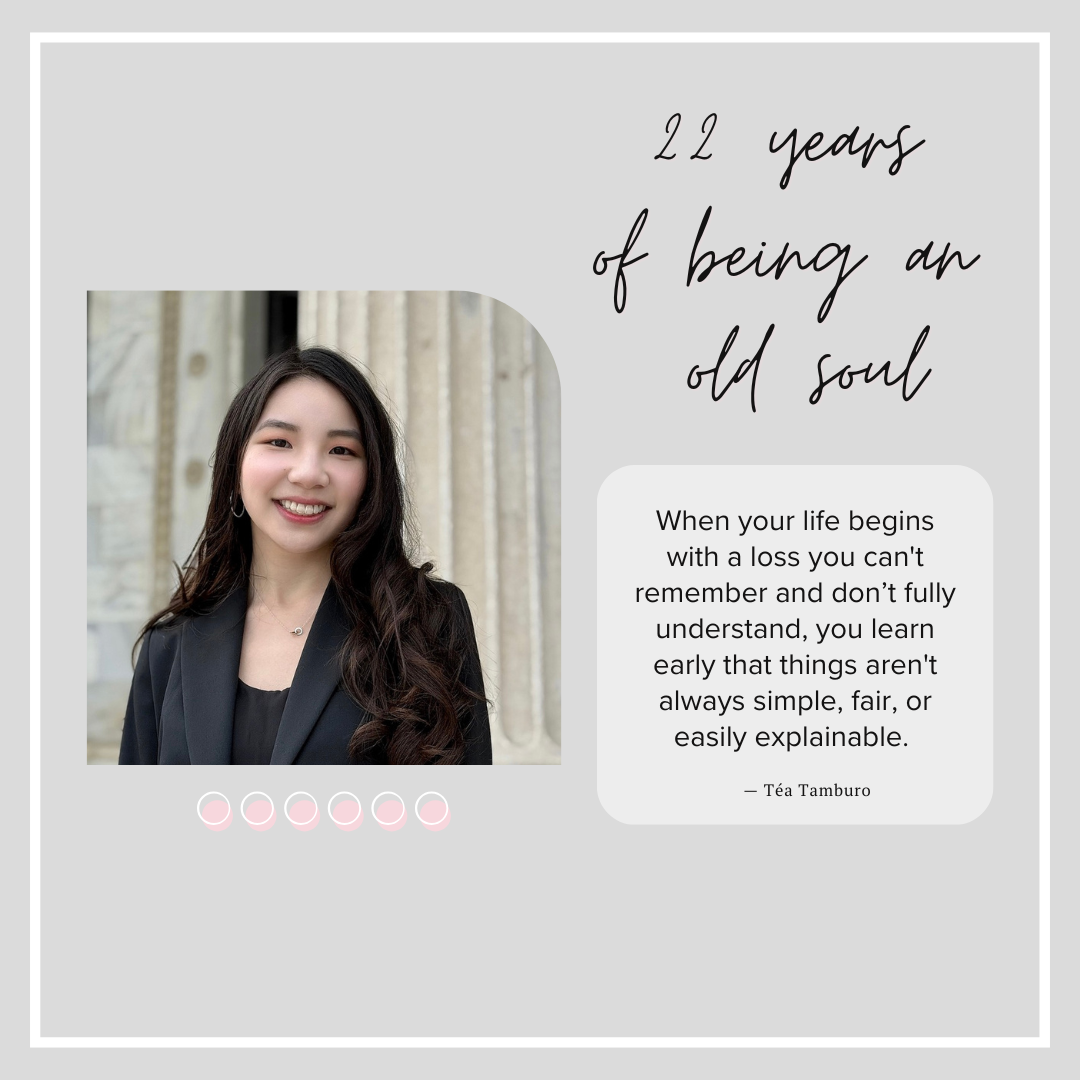 22 years
of being an
old soul
When your life begins
with a loss you can't
remember and don’t fully
understand, you learn
early that things aren't
always simple, fair, or
easily explainable.
— Téa Tamburo